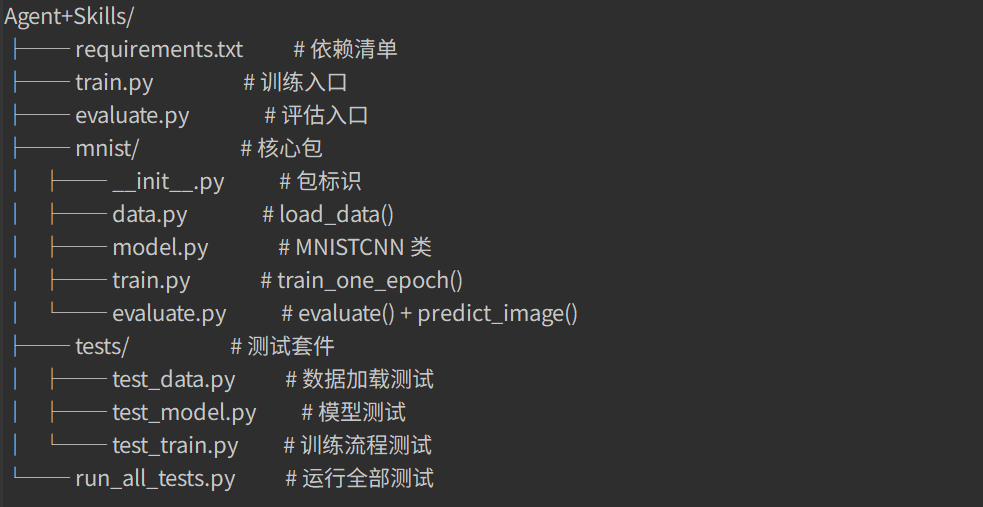 Agent+Skills/
├── requirements.txt # 依赖清单
├── train.py # 训练入口
├── evaluate.py # 评估入口
├── mnist/ # 核心包
│ ├── __init__.py # 包标识
│ ├── data.py # load_data()
│ ├── model.py # MNISTCNN 类
│ ├── train.py # train_one_epoch()
│ └── evaluate.py # evaluate() + predict_image()
├── tests/ # 测试套件
│ ├── test_data.py # 数据加载测试
│ ├── test_model.py # 模型测试
│ └── test_train.py # 训练流程测试
└── run_all_tests.py # 运行全部测试